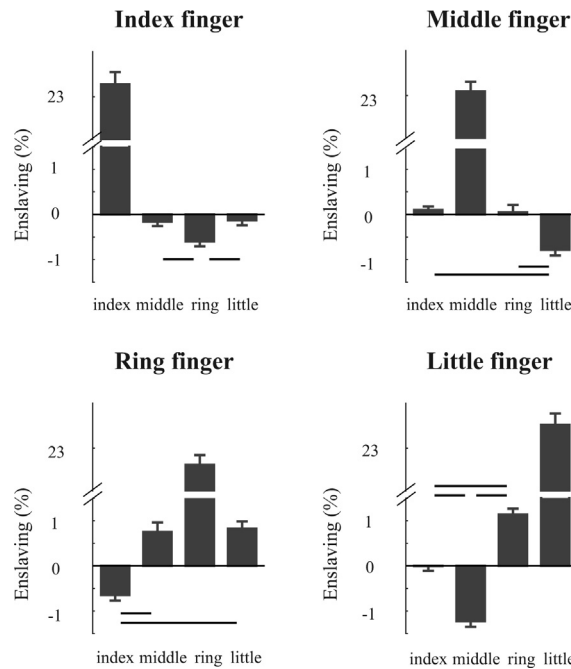 Index finger
Middle finger
Enslaving (%)
23
1
0
-1
index middle ring little
Enslaving (%)
23
1
0
-1
index middle ring little
Ring finger
Little finger
Enslaving (%)
23
1
0
-1
index middle ring little
Enslaving (%)
23
1
0
-1
index middle ring little